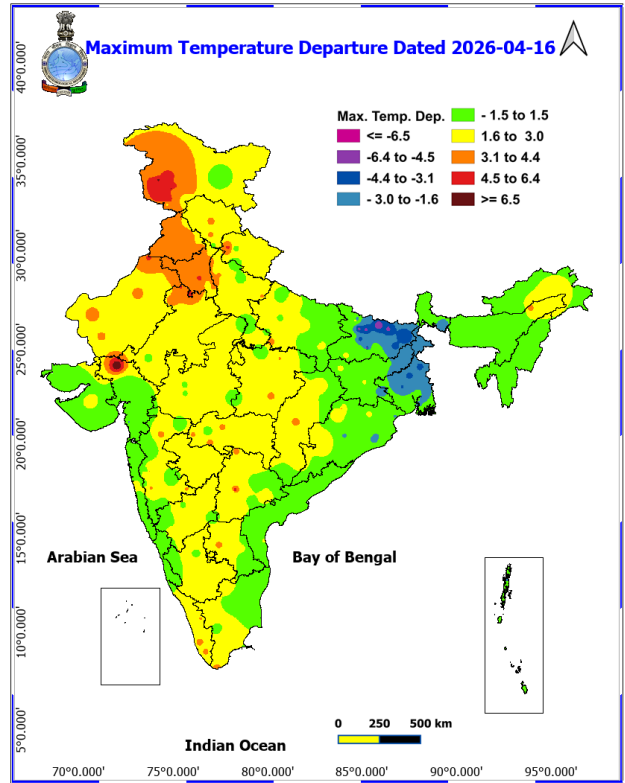 Maximum Temperature Departure Dated 2026-04-16
Max. Temp. Dep.
<= -6.5
-6.4 to -4.5
-4.4 to -3.1
- 3.0 to -1.6
- 1.5 to 1.5
1.6 to 3.0
3.1 to 4.4
4.5 to 6.4
>= 6.5
40°0.000'
35°0.000'
30°0.000'
25°0.000'
20°0.000'
15°0.000'
10°0.000'
5°0.000'
Arabian Sea
Bay of Bengal
Indian Ocean
0 250 500 km
70°0.000' 75°0.000' 80°0.000' 85°0.000' 90°0.000' 95°0.000'